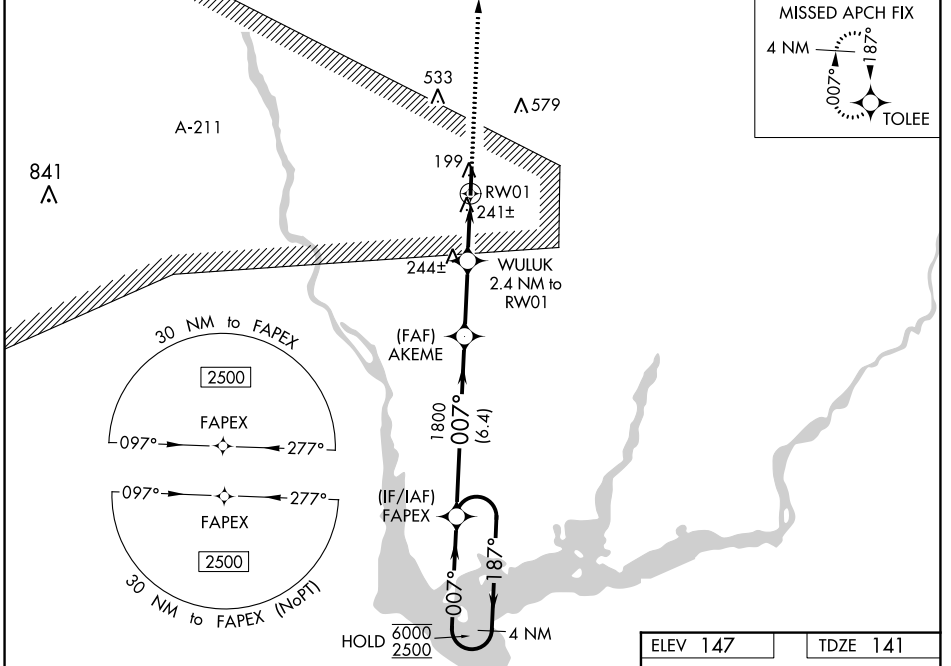 MISSED APCH FIX
4 NM
187°
007°
TOLEE
533
579
A-211
841
199
RW01
241±
244±
WULUK
2.4 NM to
RW01
(FAF)
AKEME
1800
007°
(6.4)
30 NM to FAPEX
2500
FAPEX
097°
277°
097°
277°
FAPEX
2500
30 NM to FAPEX (NoPT)
(IF/IAF)
FAPEX
007°
187°
HOLD
6000
2500
4 NM
ELEV 147
TDZE 141